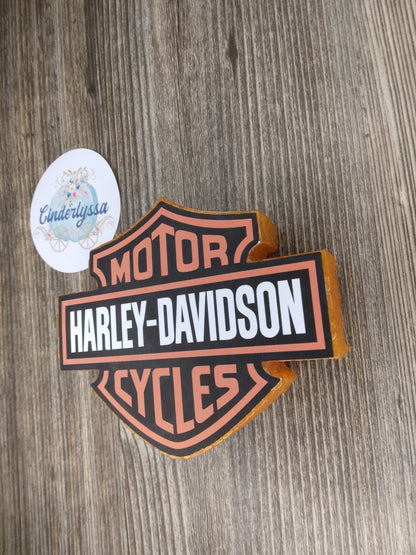 Cinderlyssa
MOTOR
HARLEY-DAVIDSON
CYCLES